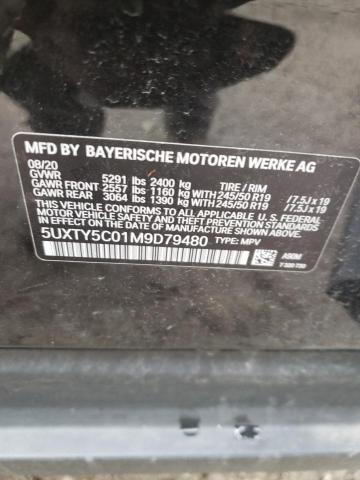 MFD BY BAYERISCHE MOTOREN WERKE AG
08/20
GVWR 5291 lbs 2400 kg TIRE / RIM
GAWR FRONT 2557 lbs 1160 kg WITH 245/50 R19 / 7.5J x 19
GAWR REAR 3064 lbs 1390 kg WITH 245/50 R19 / 7.5J x 19
THIS VEHICLE CONFORMS TO ALL APPLICABLE U.S. FEDERAL
MOTOR VEHICLE SAFETY, BUMPER, AND THEFT PREVENTION STANDARDS
IN EFFECT ON THE DATE OF MANUFACTURE SHOWN ABOVE.
5UXTY5C01M9D79480 TYPE: MPV
A90M